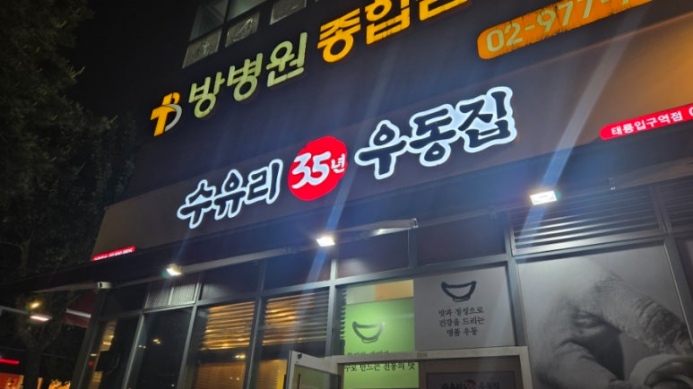 방병원 종합
02-977-
수유리 35년 우동집
태릉입구역점
맛과 정성으로
건강을 드리는
명품 우동